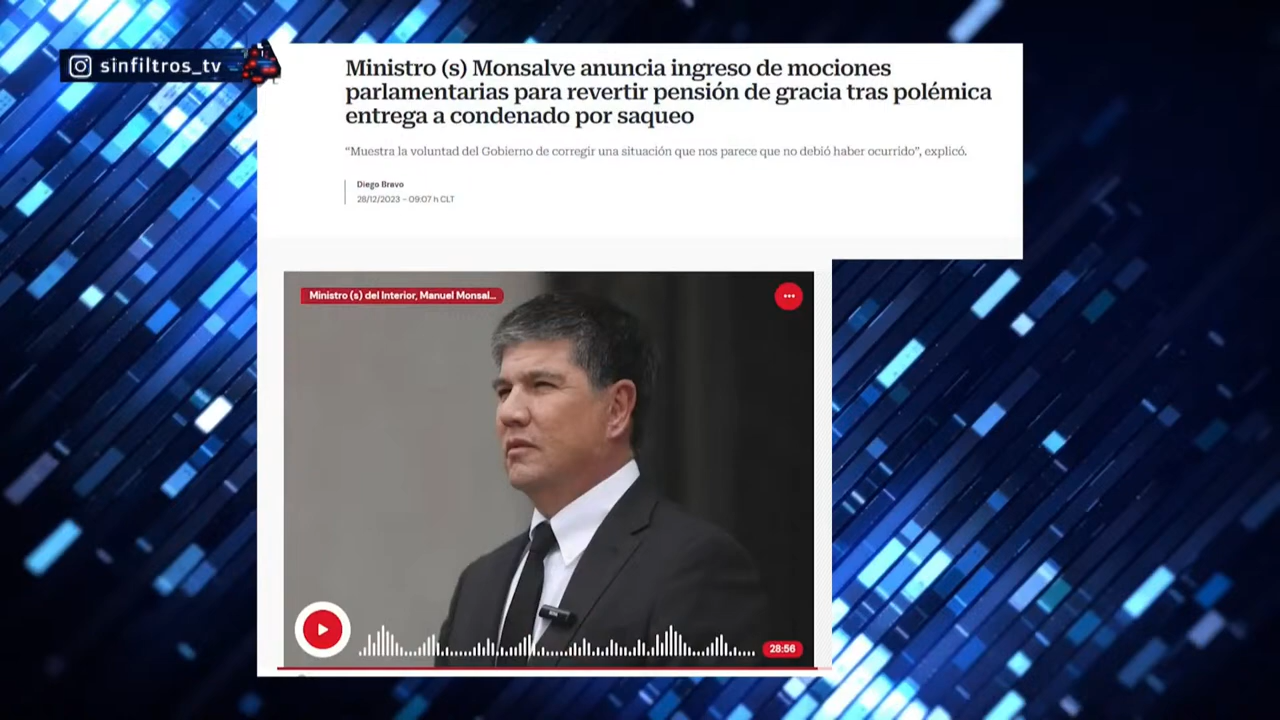 sinfiltros_tv
Ministro (s) Monsalve anuncia ingreso de mociones
parlamentarias para revertir pensión de gracia tras polémica
entrega a condenado por saqueo
“Muestra la voluntad del Gobierno de corregir una situación que nos parece que no debió haber ocurrido”, explicó.
Diego Bravo
28/12/2023 - 09:07 h CLT
Ministro (s) del Interior, Manuel Monsal...
28:56